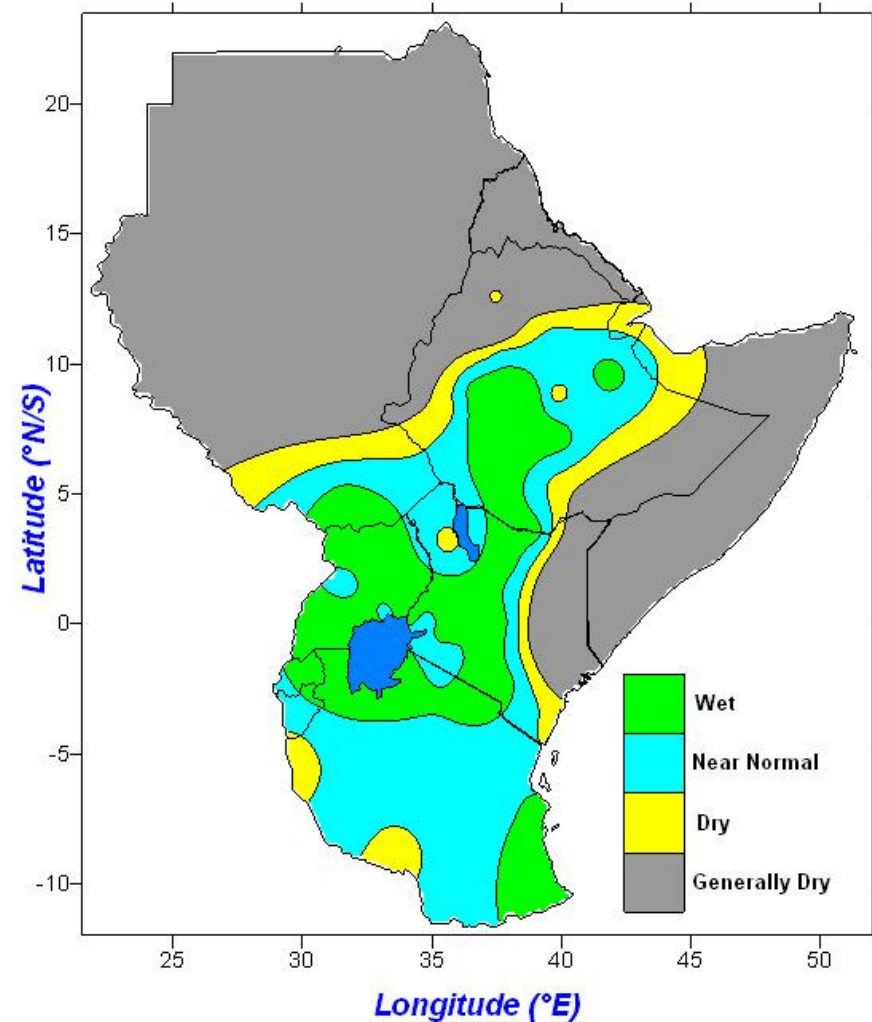 20
15
10
5
0
-5
-10
Latitude (°N/S)
25 30 35 40 45 50
Longitude (°E)
Wet
Near Normal
Dry
Generally Dry